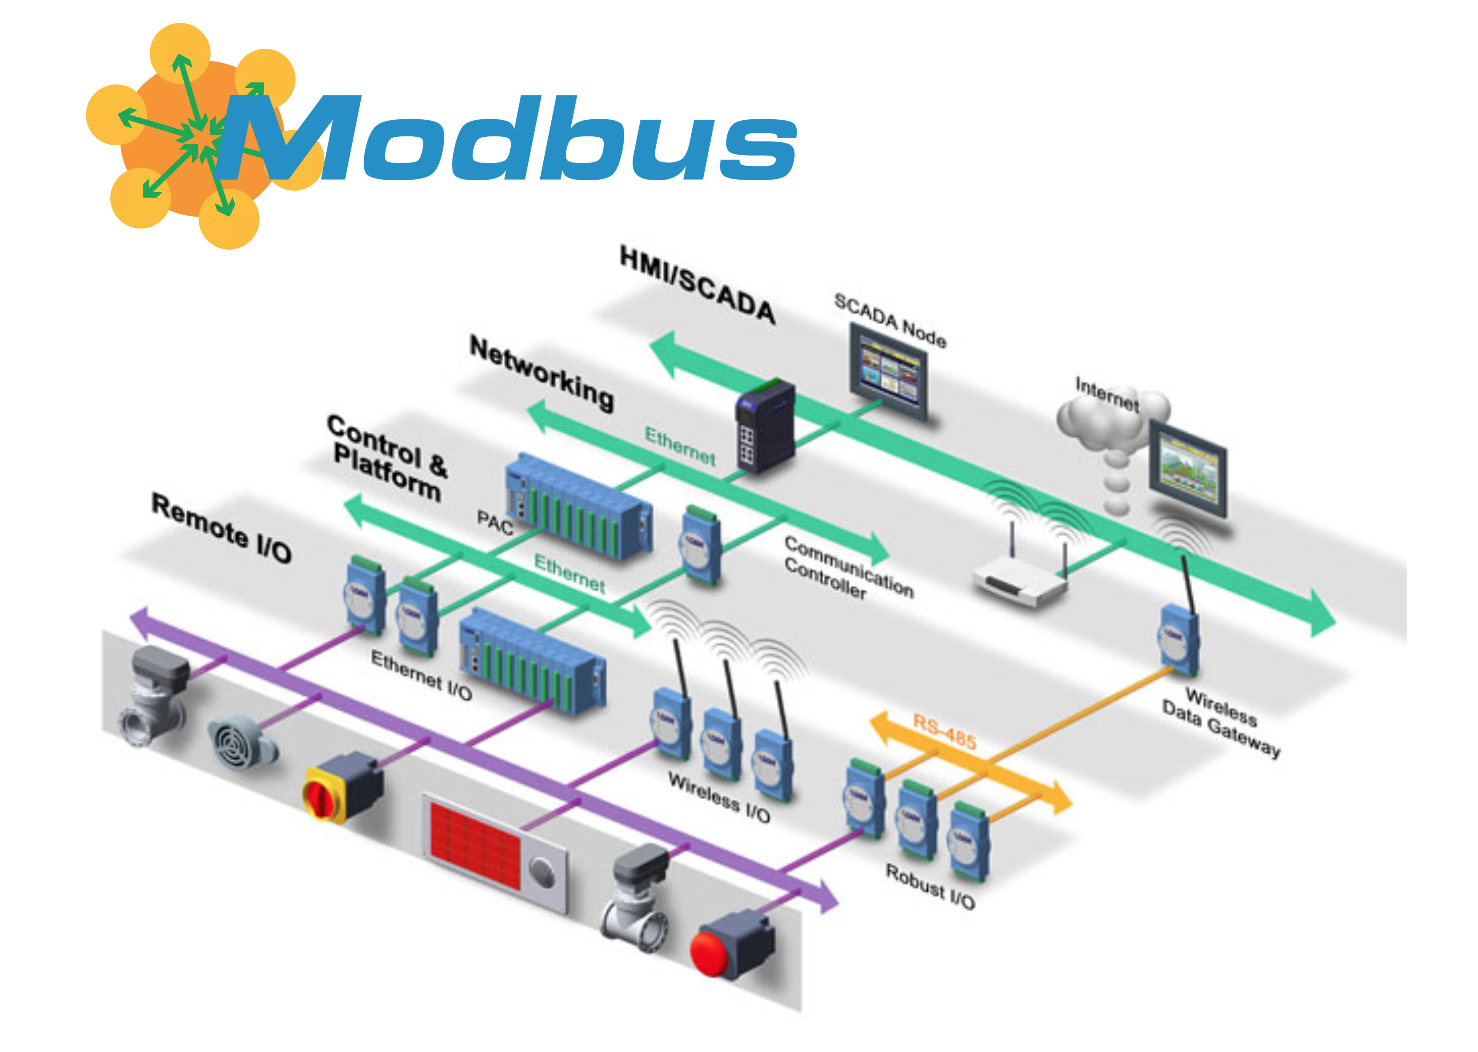 Modbus
HMI/SCADA
SCADA Node
Internet
Networking
Ethernet
Control &
Platform
PAC
Communication
Controller
Remote I/O
Ethernet
Ethernet I/O
Wireless
Data Gateway
RS-485
Wireless I/O
Robust I/O